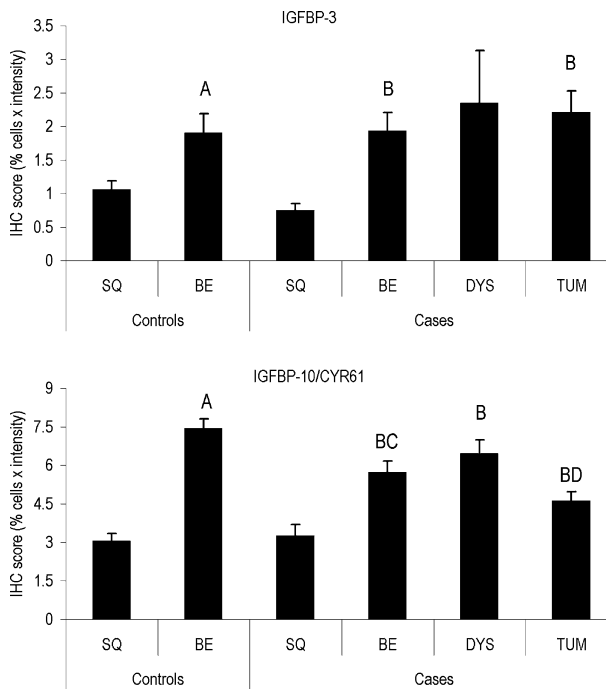 IGFBP-3
IHC score (% cells x intensity)
3.5
3
2.5
2
1.5
1
0.5
0
A
B
B
SQ BE SQ BE DYS TUM
Controls Cases
IGFBP-10/CYR61
IHC score (% cells x intensity)
9
7.5
6
4.5
3
1.5
0
A
BC
B
BD
SQ BE SQ BE DYS TUM
Controls Cases